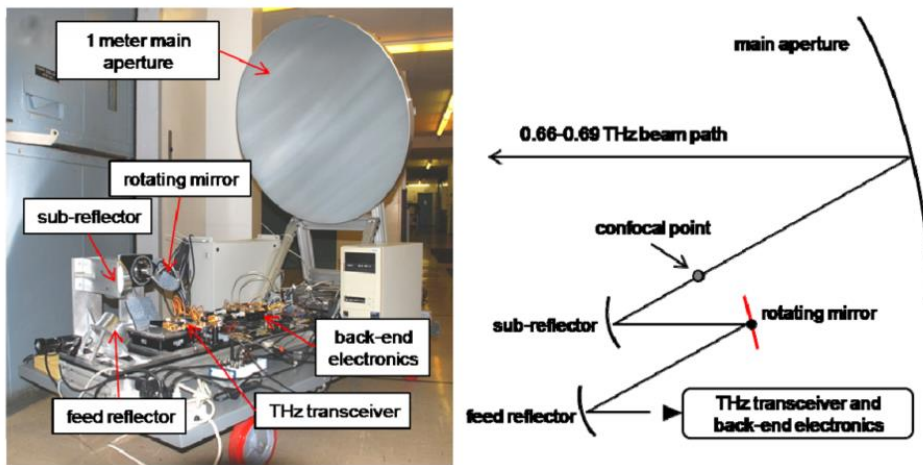 1 meter main
aperture
rotating mirror
sub-reflector
back-end
electronics
feed reflector
THz transceiver
main aperture
0.66-0.69 THz beam path
confocal point
sub-reflector
rotating mirror
feed reflector
THz transceiver and
back-end electronics